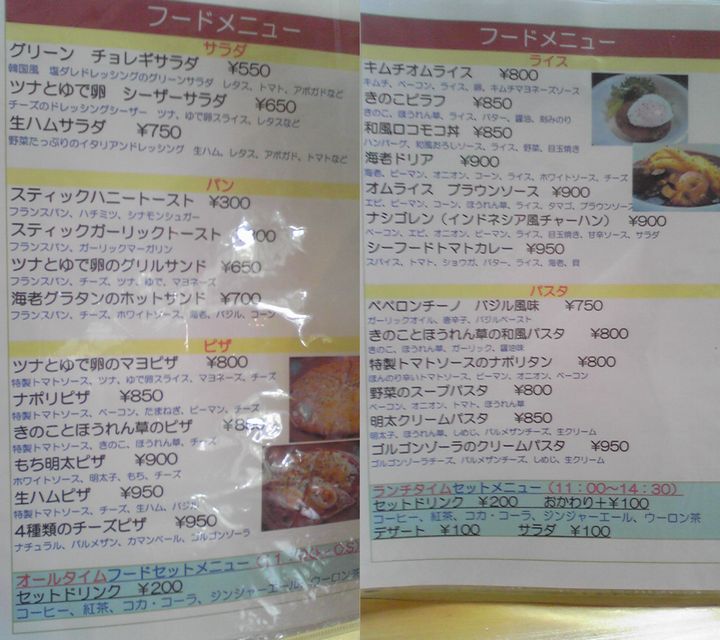 フードメニュー
サラダ
グリーン チョレギサラダ ¥550
韓国風 塩ダレドレッシングのグリーンサラダ レタス、トマト、アボガドなど
ツナとゆで卵 シーザーサラダ ¥650
チーズのドレッシングシーザー ツナ、ゆで卵スライス、レタスなど
生ハムサラダ ¥750
野菜たっぷりのイタリアンドレッシング 生ハム、レタス、アボガド、トマトなど
パン
スティックハニートースト ¥300
フランスパン、ハチミツ、シナモンシュガー
スティックガーリックトースト 00
フランスパン、ガーリックマーガリン
ツナとゆで卵のグリルサンド ¥650
フランスパン、チーズ、ツナ、ゆで、マヨネーズ
海老グラタンのホットサンド ¥700
フランスパン、チーズ、ホワイトソース、海老、バジル、コーン
ピザ
ツナとゆで卵のマヨピザ ¥800
特製トマトソース、ツナ、ゆで卵スライス、マヨネーズ、チーズ
ナポリピザ ¥850
特製トマトソース、ベーコン、たまねぎ、ピーマン、チーズ
きのことほうれん草のピザ
特製トマトソース、きのこ、ほうれん草、チーズ
もち明太ピザ ¥900
ホワイトソース、明太子、もち、チーズ
生ハムピザ ¥950
特製トマトソース、チーズ、生ハム、バジル
4種類のチーズピザ ¥950
ナチュラル、パルメザン、カマンベール、ゴルゴンゾーラ
オールタイムフードセットメニュー
セットドリンク ¥200
コーヒー、紅茶、コカ・コーラ、ジンジャーエール、ウーロン茶
フードメニュー
ライス
キムチオムライス ¥800
キムチ、ベーコン、ライス、卵、キムチマヨネーズソース
きのこピラフ ¥850
きのこ、ほうれん草、ライス、バター、醤油、刻みのり
和風ロコモコ丼 ¥850
ハンバーグ、和風おろしソース、ライス、野菜、目玉焼き
海老ドリア ¥900
海老、ピーマン、オニオン、コーン、ライス、ホワイトソース、チーズ
オムライス ブラウンソース ¥900
エビ、ピーマン、コーン、ほうれん草、ライス、タマゴ、ブラウンソース
ナシゴレン（インドネシア風チャーハン） ¥900
ベーコン、エビ、オニオン、ピーマン、ライス、目玉焼き、甘辛ソース、サラダ
シーフードトマトカレー ¥950
スパイス、トマト、ショウガ、バター、ライス、海老、貝
パスタ
ペペロンチーノ バジル風味 ¥750
ガーリックオイル、唐辛子、バジルペースト
きのことほうれん草の和風パスタ ¥800
きのこ、ほうれん草、ガーリック、醤油味
特製トマトソースのナポリタン ¥800
ほんのり辛いトマトソース、ピーマン、オニオン、ベーコン
野菜のスープパスタ ¥800
ベーコン、オニオン、トマト、ほうれん草
明太クリームパスタ ¥850
明太子、ほうれん草、しめじ、パルメザンチーズ、生クリーム
ゴルゴンゾーラのクリームパスタ ¥950
ゴルゴンゾーラチーズ、パルメザンチーズ、しめじ、生クリーム
ランチタイムセットメニュー（11：00～14：30）
セットドリンク ¥200 おかわり＋¥100
コーヒー、紅茶、コカ・コーラ、ジンジャーエール、ウーロン茶
デザート ¥100 サラダ ¥100